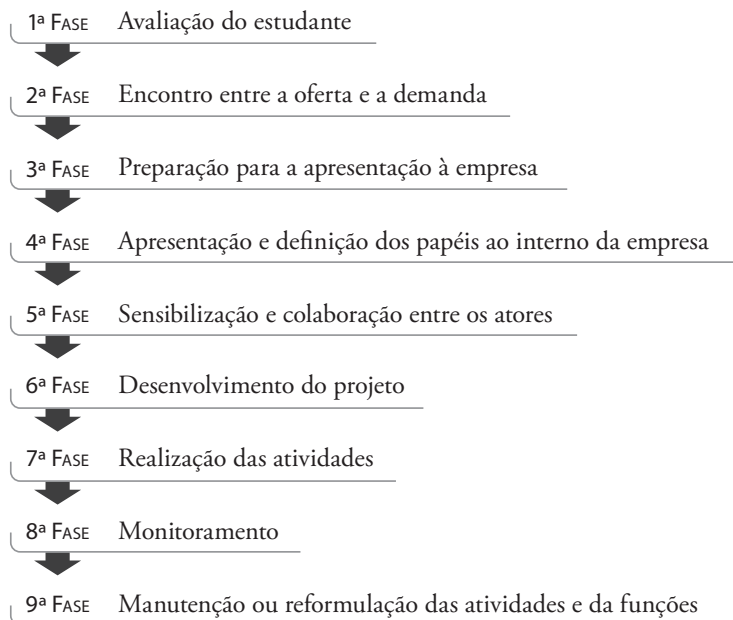 1ª Fase Avaliação do estudante
2ª Fase Encontro entre a oferta e a demanda
3ª Fase Preparação para a apresentação à empresa
4ª Fase Apresentação e definição dos papéis ao interno da empresa
5ª Fase Sensibilização e colaboração entre os atores
6ª Fase Desenvolvimento do projeto
7ª Fase Realização das atividades
8ª Fase Monitoramento
9ª Fase Manutenção ou reformulação das atividades e da funções